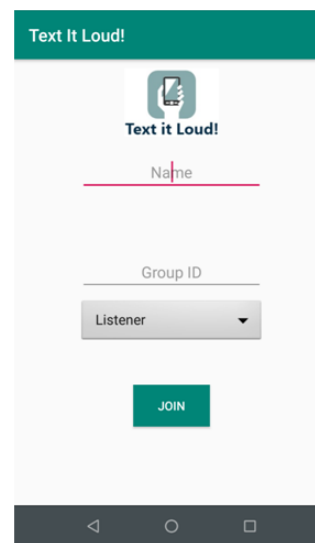 Text It Loud!
Text it Loud!
Name
Group ID
Listener
JOIN